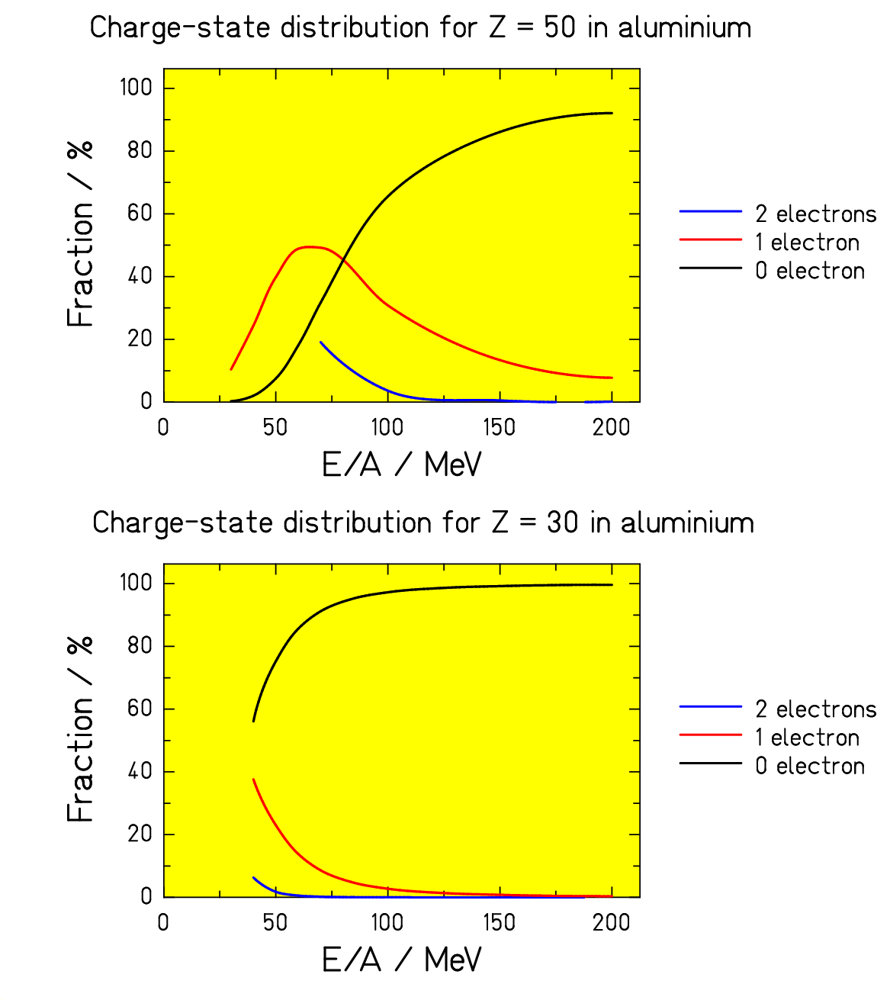 Charge-state distribution for Z = 50 in aluminium
100
80
60
40
20
0
Fraction / %
0 50 100 150 200
E/A / MeV
2 electrons
1 electron
0 electron
Charge-state distribution for Z = 30 in aluminium
100
80
60
40
20
0
Fraction / %
0 50 100 150 200
E/A / MeV
2 electrons
1 electron
0 electron